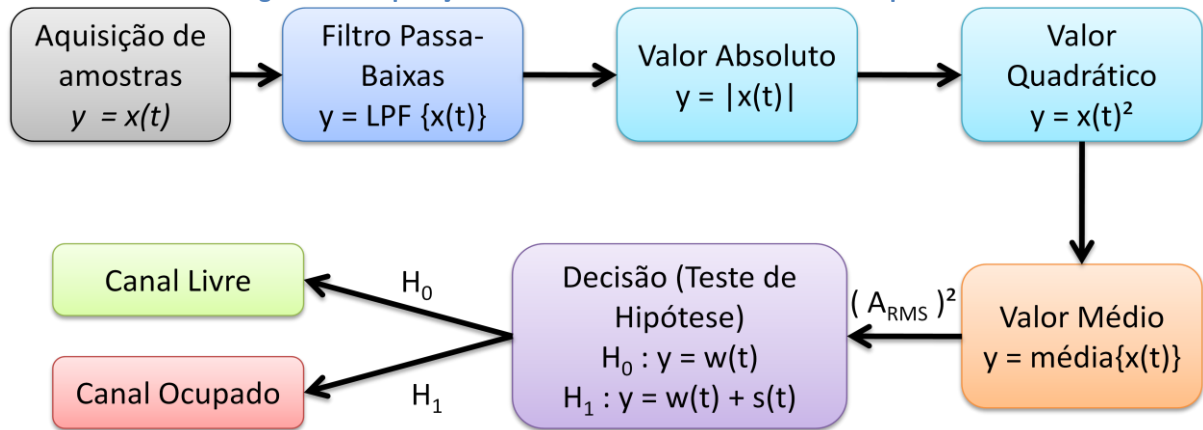 Aquisição de
amostras
y = x(t)
Filtro Passa-
Baixas
y = LPF {x(t)}
Valor Absoluto
y = |x(t)|
Valor
Quadrático
y = x(t)²
Canal Livre
H₀
Decisão (Teste de
Hipótese)
H₀ : y = w(t)
H₁ : y = w(t) + s(t)
( A_RMS )²
Valor Médio
y = média{x(t)}
Canal Ocupado
H₁